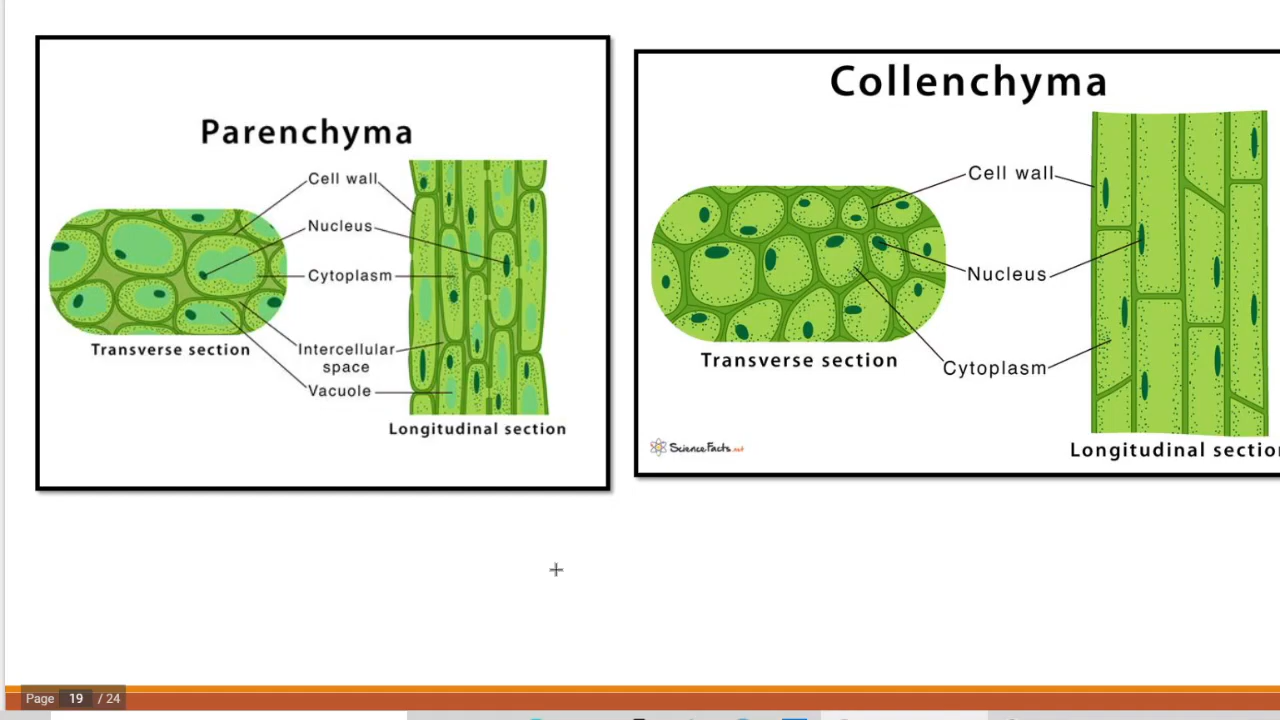 Parenchyma
Cell wall
Nucleus
Cytoplasm
Intercellular
space
Vacuole
Transverse section
Longitudinal section
Collenchyma
Cell wall
Nucleus
Cytoplasm
Transverse section
ScienceFacts.net
Longitudinal section
Page 19 / 24